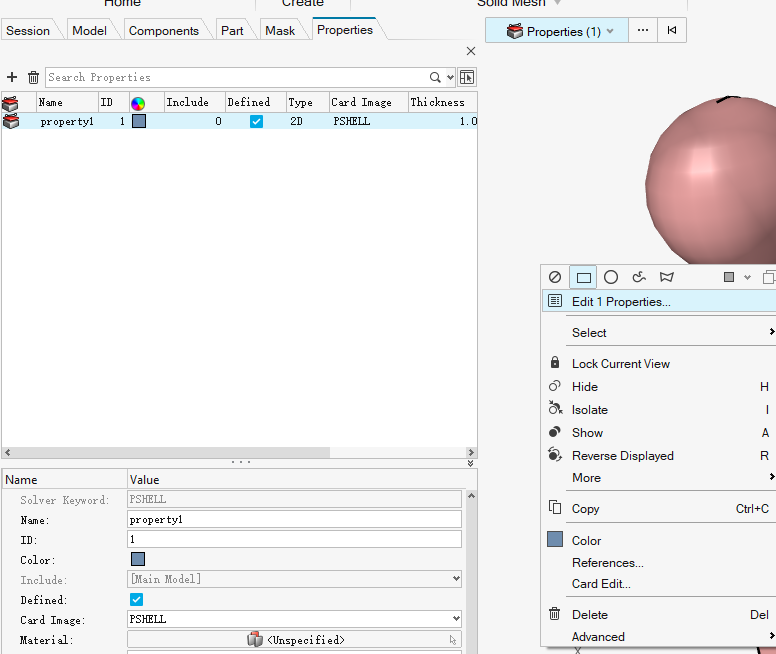 Home Create Solid Mesh
Session Model Components Part Mask Properties
Properties (1)
Search Properties
Name ID Include Defined Type Card Image Thickness
property1 1 0 2D PSHELL 1.0
Name Value
Solver Keyword: PSHELL
Name: property1
ID: 1
Color:
Include: [Main Model]
Defined:
Card Image: PSHELL
Material: <Unspecified>
Edit 1 Properties...
Select
Lock Current View
Hide H
Isolate I
Show A
Reverse Displayed R
More
Copy Ctrl+C
Color
References...
Card Edit...
Delete Del
Advanced